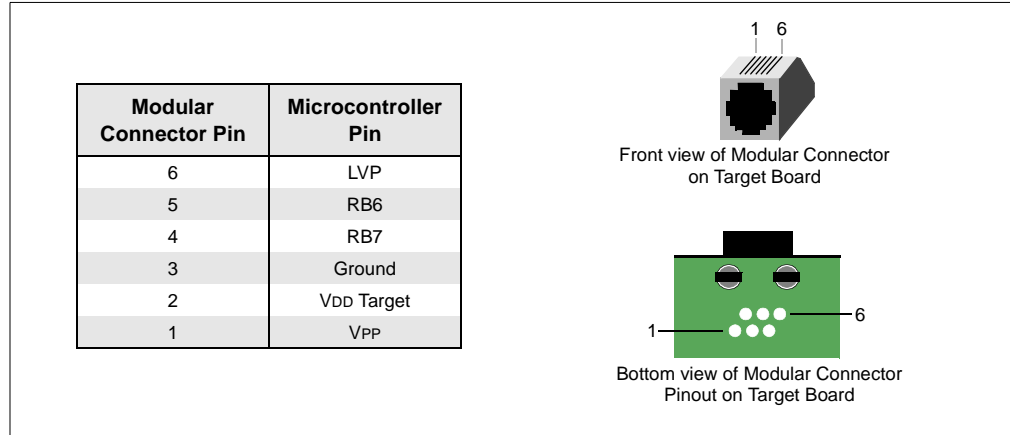 Modular Connector Pin Microcontroller Pin
6 LVP
5 RB6
4 RB7
3 Ground
2 VDD Target
1 VPP
1 6
Front view of Modular Connector
on Target Board
6
1
Bottom view of Modular Connector
Pinout on Target Board